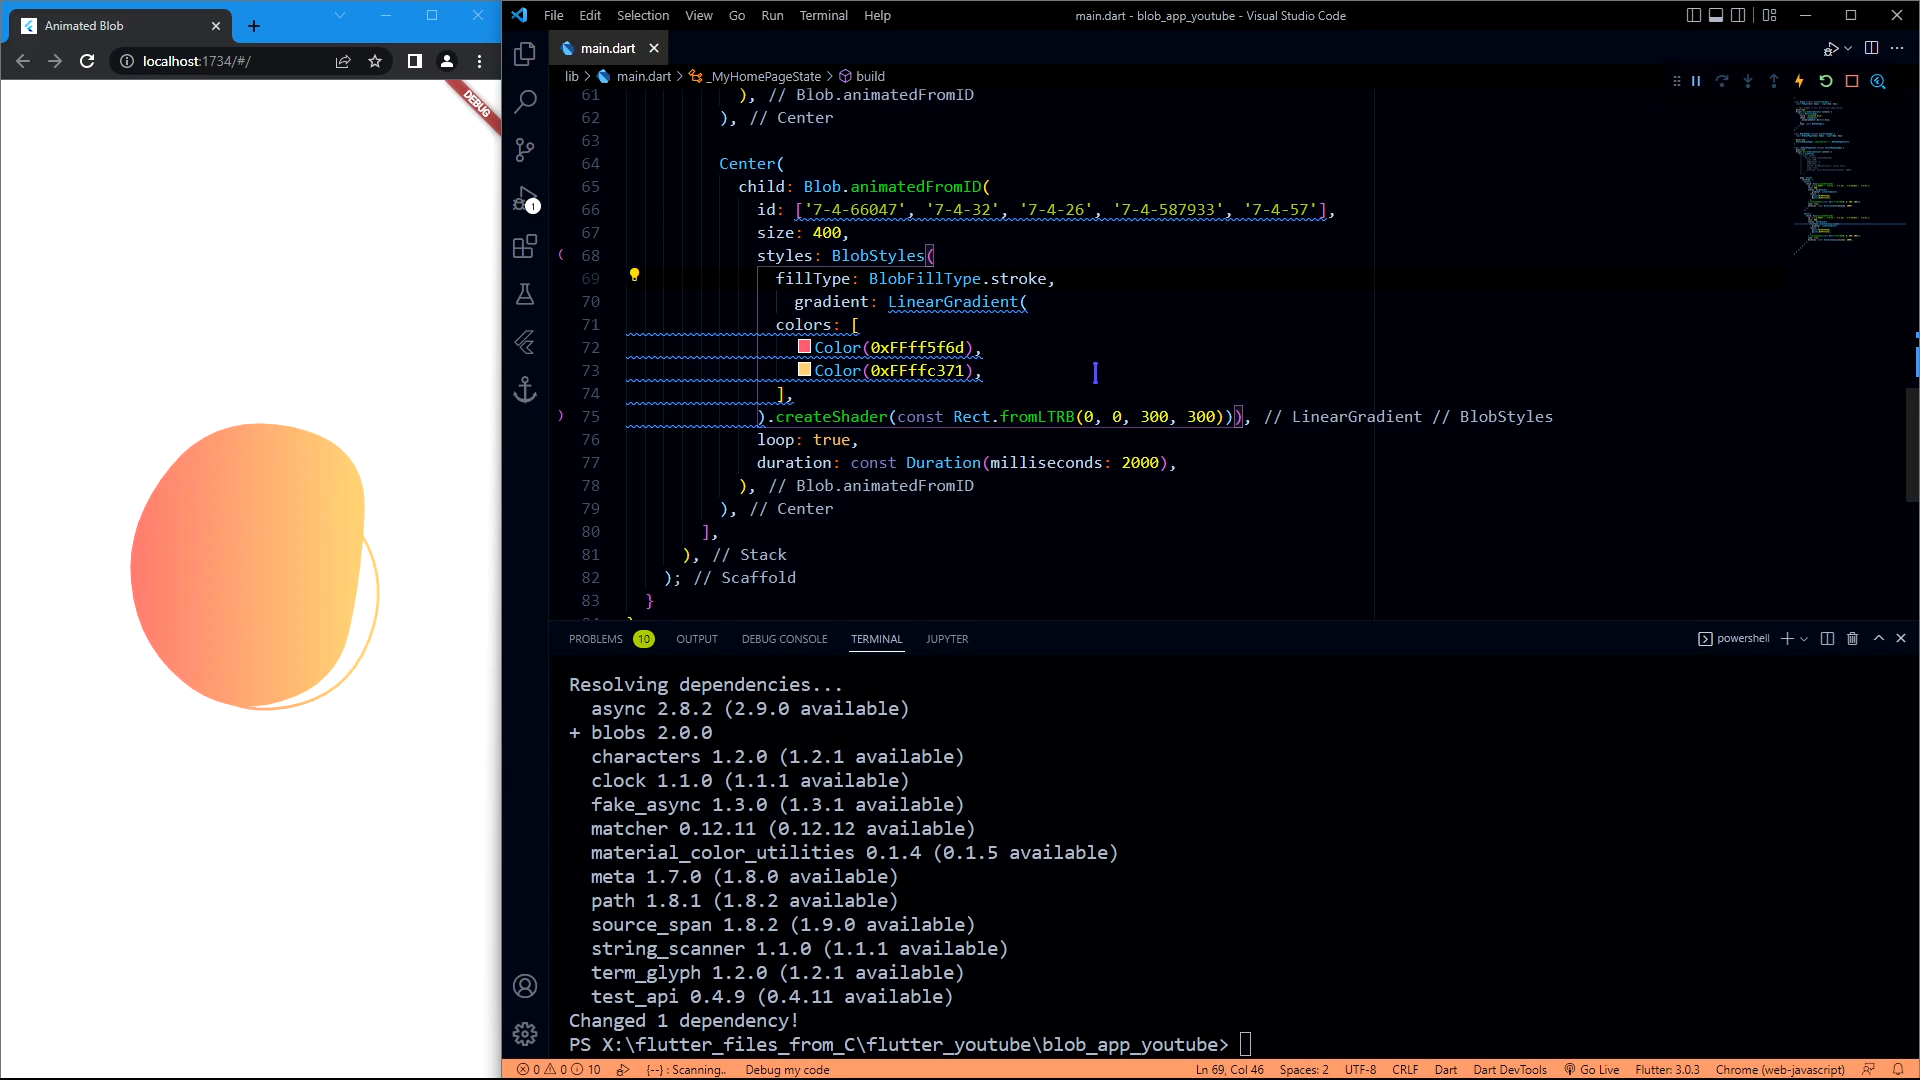 Animated Blob
localhost:1734/#/
DEBUG
File Edit Selection View Go Run Terminal Help
main.dart - blob_app_youtube - Visual Studio Code
main.dart
lib > main.dart > _MyHomePageState > build
61 ), // Blob.animatedFromID
62 ), // Center
63
64 Center(
65 child: Blob.animatedFromID(
66 id: ['7-4-66047', '7-4-32', '7-4-26', '7-4-587933', '7-4-57'],
67 size: 400,
68 styles: BlobStyles(
69 fillType: BlobFillType.stroke,
70 gradient: LinearGradient(
71 colors: [
72 Color(0xFFff5f6d),
73 Color(0xFFffc371),
74 ],
75 ).createShader(const Rect.fromLTRB(0, 0, 300, 300))), // LinearGradient // BlobStyles
76 loop: true,
77 duration: const Duration(milliseconds: 2000),
78 ), // Blob.animatedFromID
79 ), // Center
80 ],
81 ), // Stack
82 ); // Scaffold
83 }
1
PROBLEMS 10 OUTPUT DEBUG CONSOLE TERMINAL JUPYTER
powershell
Resolving dependencies...
async 2.8.2 (2.9.0 available)
+ blobs 2.0.0
characters 1.2.0 (1.2.1 available)
clock 1.1.0 (1.1.1 available)
fake_async 1.3.0 (1.3.1 available)
matcher 0.12.11 (0.12.12 available)
material_color_utilities 0.1.4 (0.1.5 available)
meta 1.7.0 (1.8.0 available)
path 1.8.1 (1.8.2 available)
source_span 1.8.2 (1.9.0 available)
string_scanner 1.1.0 (1.1.1 available)
term_glyph 1.2.0 (1.2.1 available)
test_api 0.4.9 (0.4.11 available)
Changed 1 dependency!
PS X:\flutter_files_from_C\flutter_youtube\blob_app_youtube>
0 0 10 {--} : Scanning.. Debug my code
Ln 69, Col 46 Spaces: 2 UTF-8 CRLF Dart Dart DevTools Go Live Flutter: 3.0.3 Chrome (web-javascript)